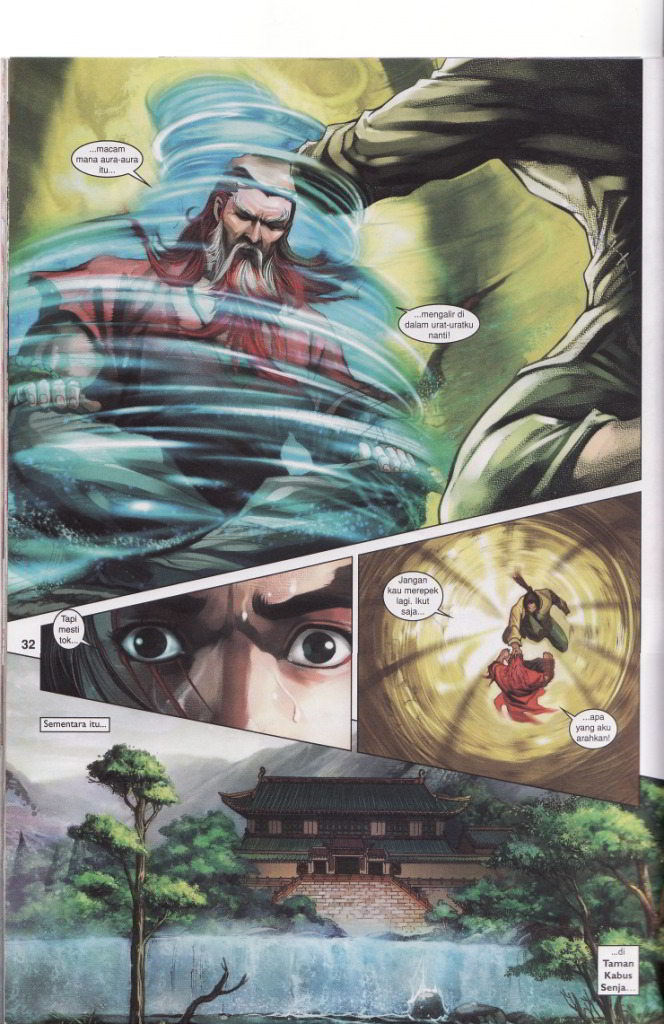 ...macam
mana aura-aura
itu...
...mengalir di
dalam urat-uratku
nanti!
Tapi
mesti
tok...
Jangan
kau merepek
lagi. Ikut
saja...
...apa
yang aku
arahkan!
32
Sementara itu...
...di
Taman
Kabus
Senja...